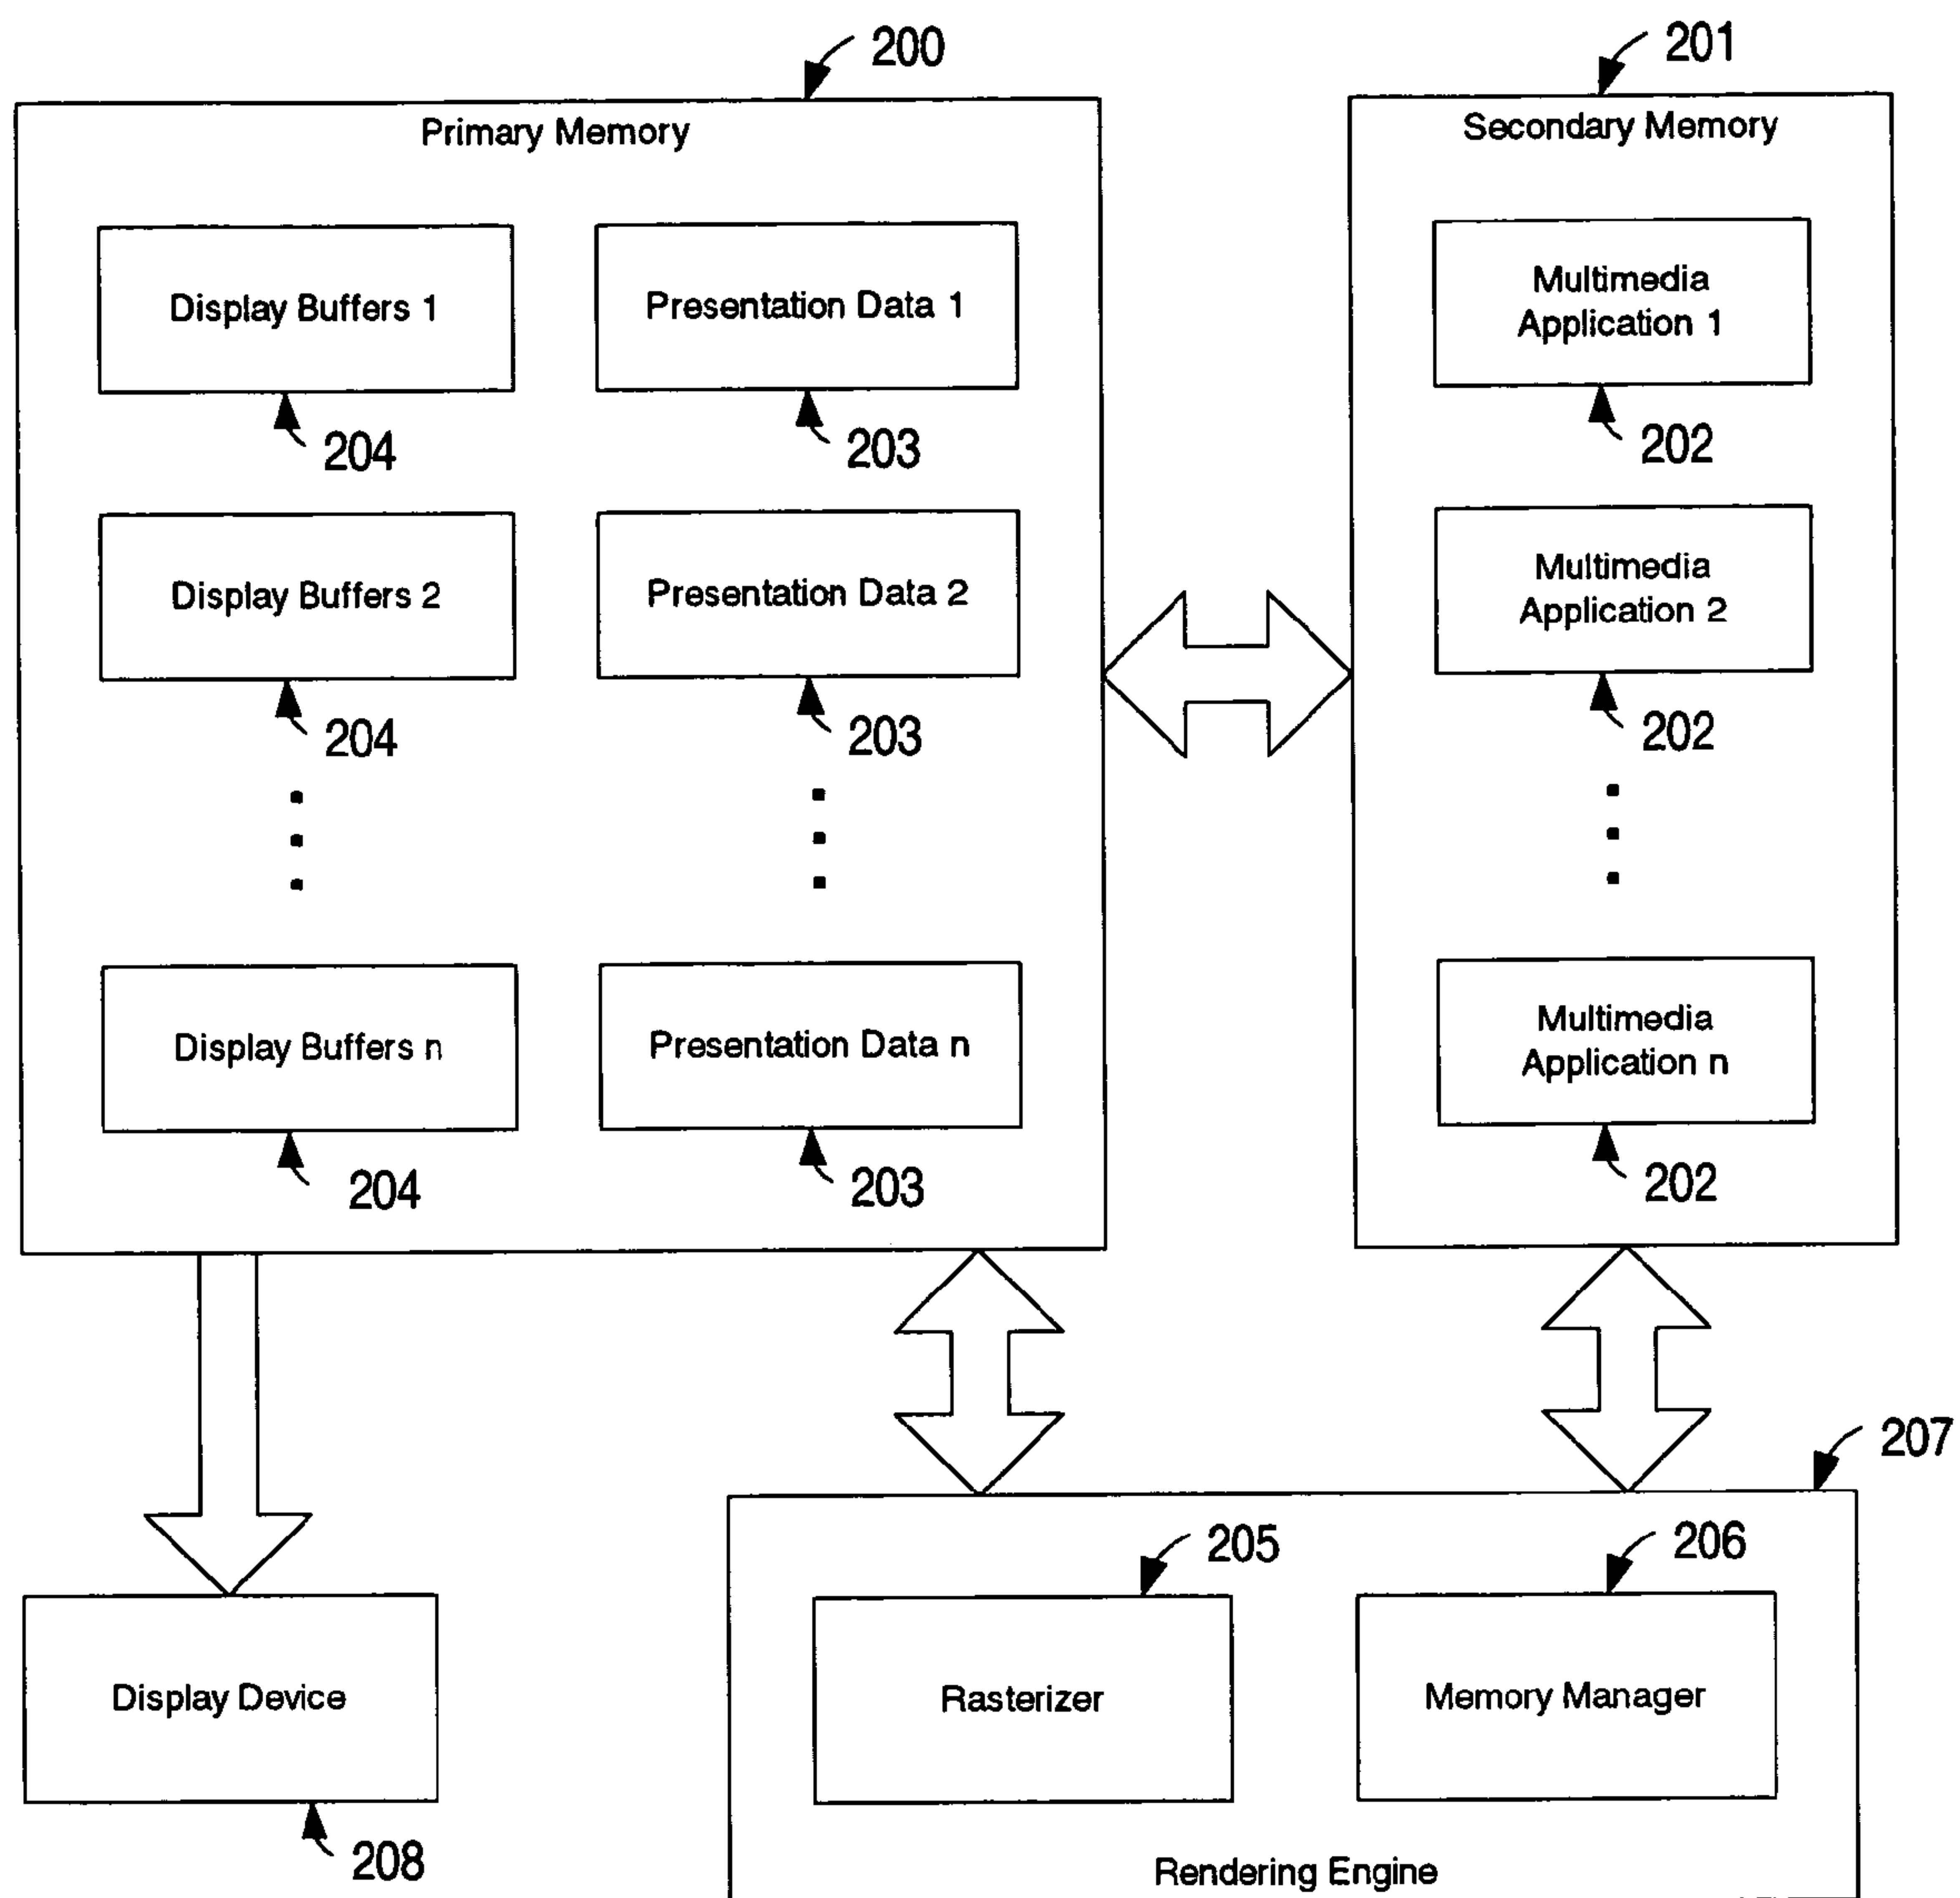 200
201
Primary Memory
Secondary Memory
Display Buffers 1
Presentation Data 1
Multimedia
Application 1
204
203
202
Display Buffers 2
Presentation Data 2
Multimedia
Application 2
204
203
202
Display Buffers n
Presentation Data n
Multimedia
Application n
204
203
202
207
205
206
Display Device
Rasterizer
Memory Manager
208
Rendering Engine